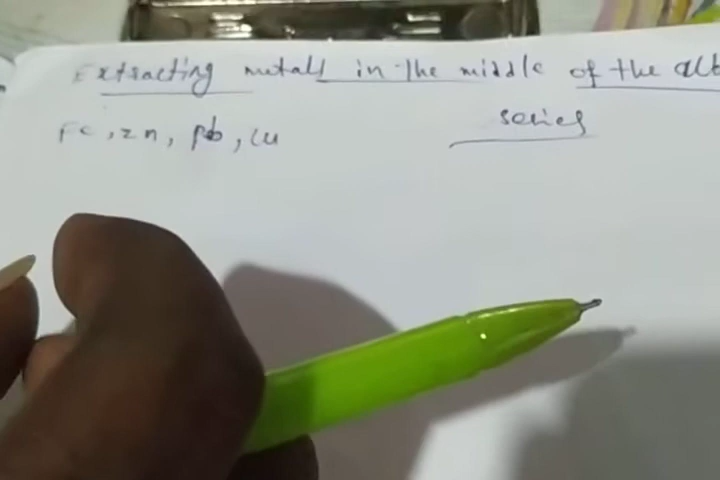 Extracting metals in the middle of the
series
Fe, Zn, Pb, Cu